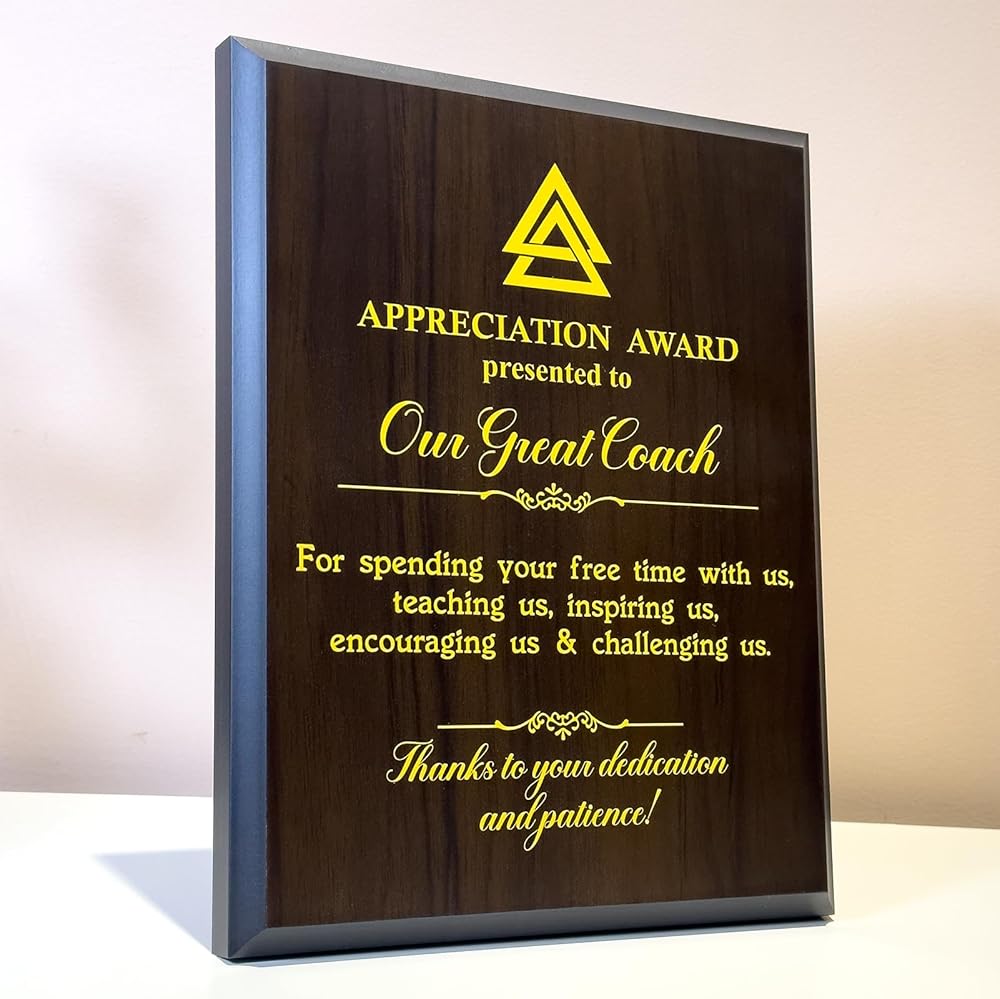 APPRECIATION AWARD
presented to
Our Great Coach
For spending your free time with us,
teaching us, inspiring us,
encouraging us & challenging us.
Thanks to your dedication
and patience!